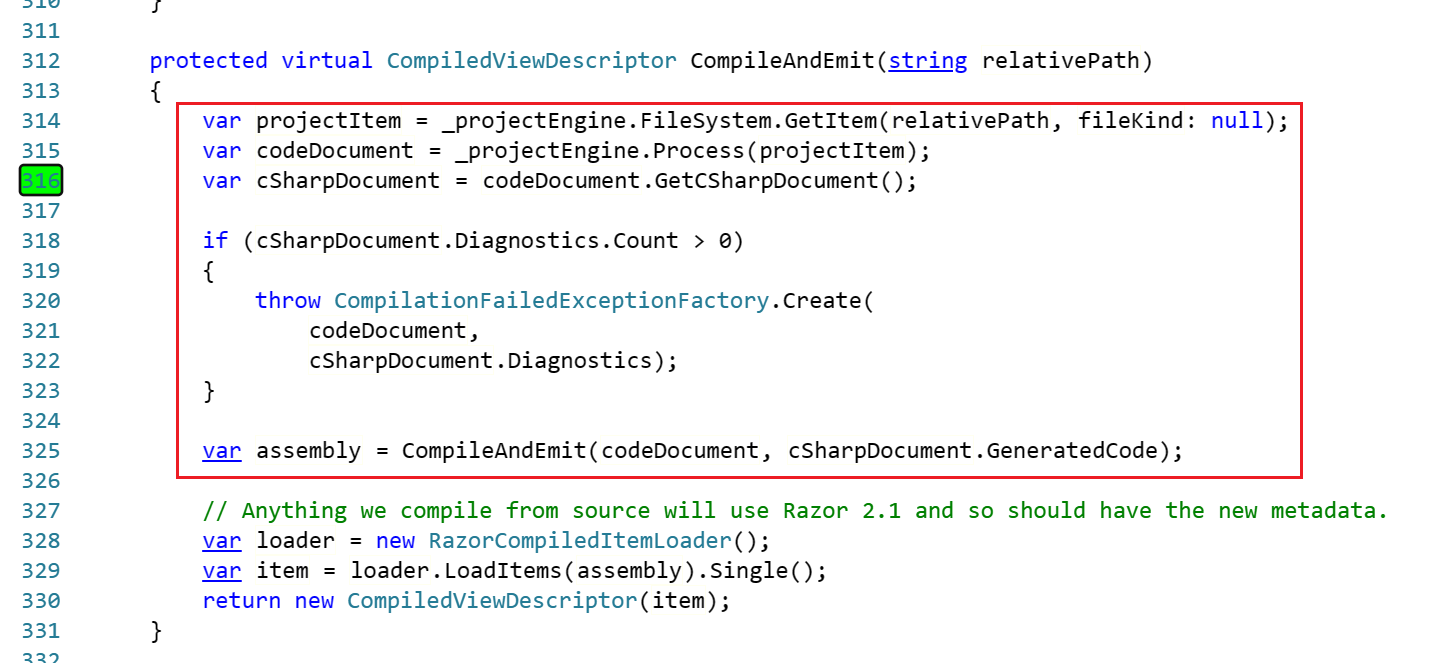 310 }
311
312 protected virtual CompiledViewDescriptor CompileAndEmit(string relativePath)
313 {
314 var projectItem = _projectEngine.FileSystem.GetItem(relativePath, fileKind: null);
315 var codeDocument = _projectEngine.Process(projectItem);
316 var cSharpDocument = codeDocument.GetCSharpDocument();
317
318 if (cSharpDocument.Diagnostics.Count > 0)
319 {
320 throw CompilationFailedExceptionFactory.Create(
321 codeDocument,
322 cSharpDocument.Diagnostics);
323 }
324
325 var assembly = CompileAndEmit(codeDocument, cSharpDocument.GeneratedCode);
326
327 // Anything we compile from source will use Razor 2.1 and so should have the new metadata.
328 var loader = new RazorCompiledItemLoader();
329 var item = loader.LoadItems(assembly).Single();
330 return new CompiledViewDescriptor(item);
331 }
332